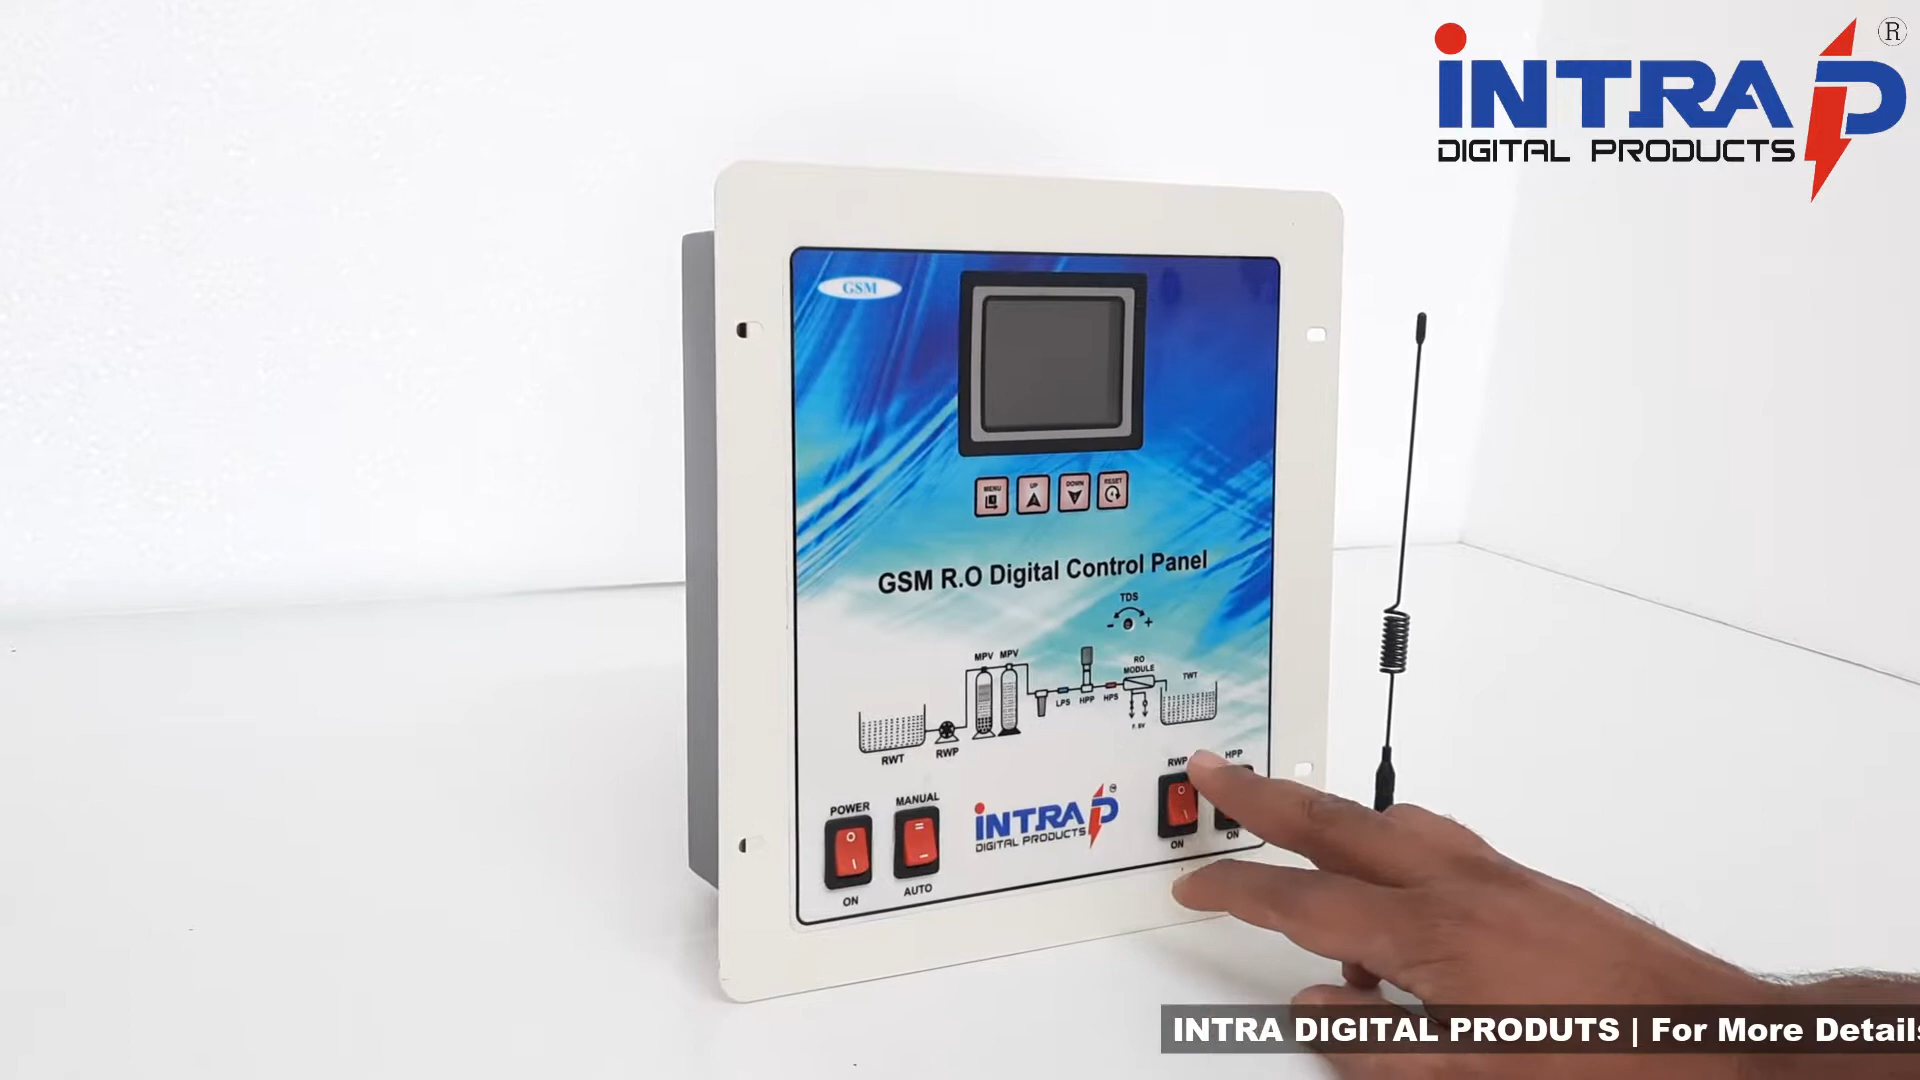 INTRA
DIGITAL PRODUCTS
®
GSM
MENU
UP
DOWN
RESET
GSM R.O Digital Control Panel
TDS
- +
MPV MPV
RO
MODULE
TWT
LPS HPP HPS
RWT
RWP
POWER
MANUAL
RWP
HPP
INTRA
DIGITAL PRODUCTS
™
ON
AUTO
ON
ON
INTRA DIGITAL PRODUTS | For More Details